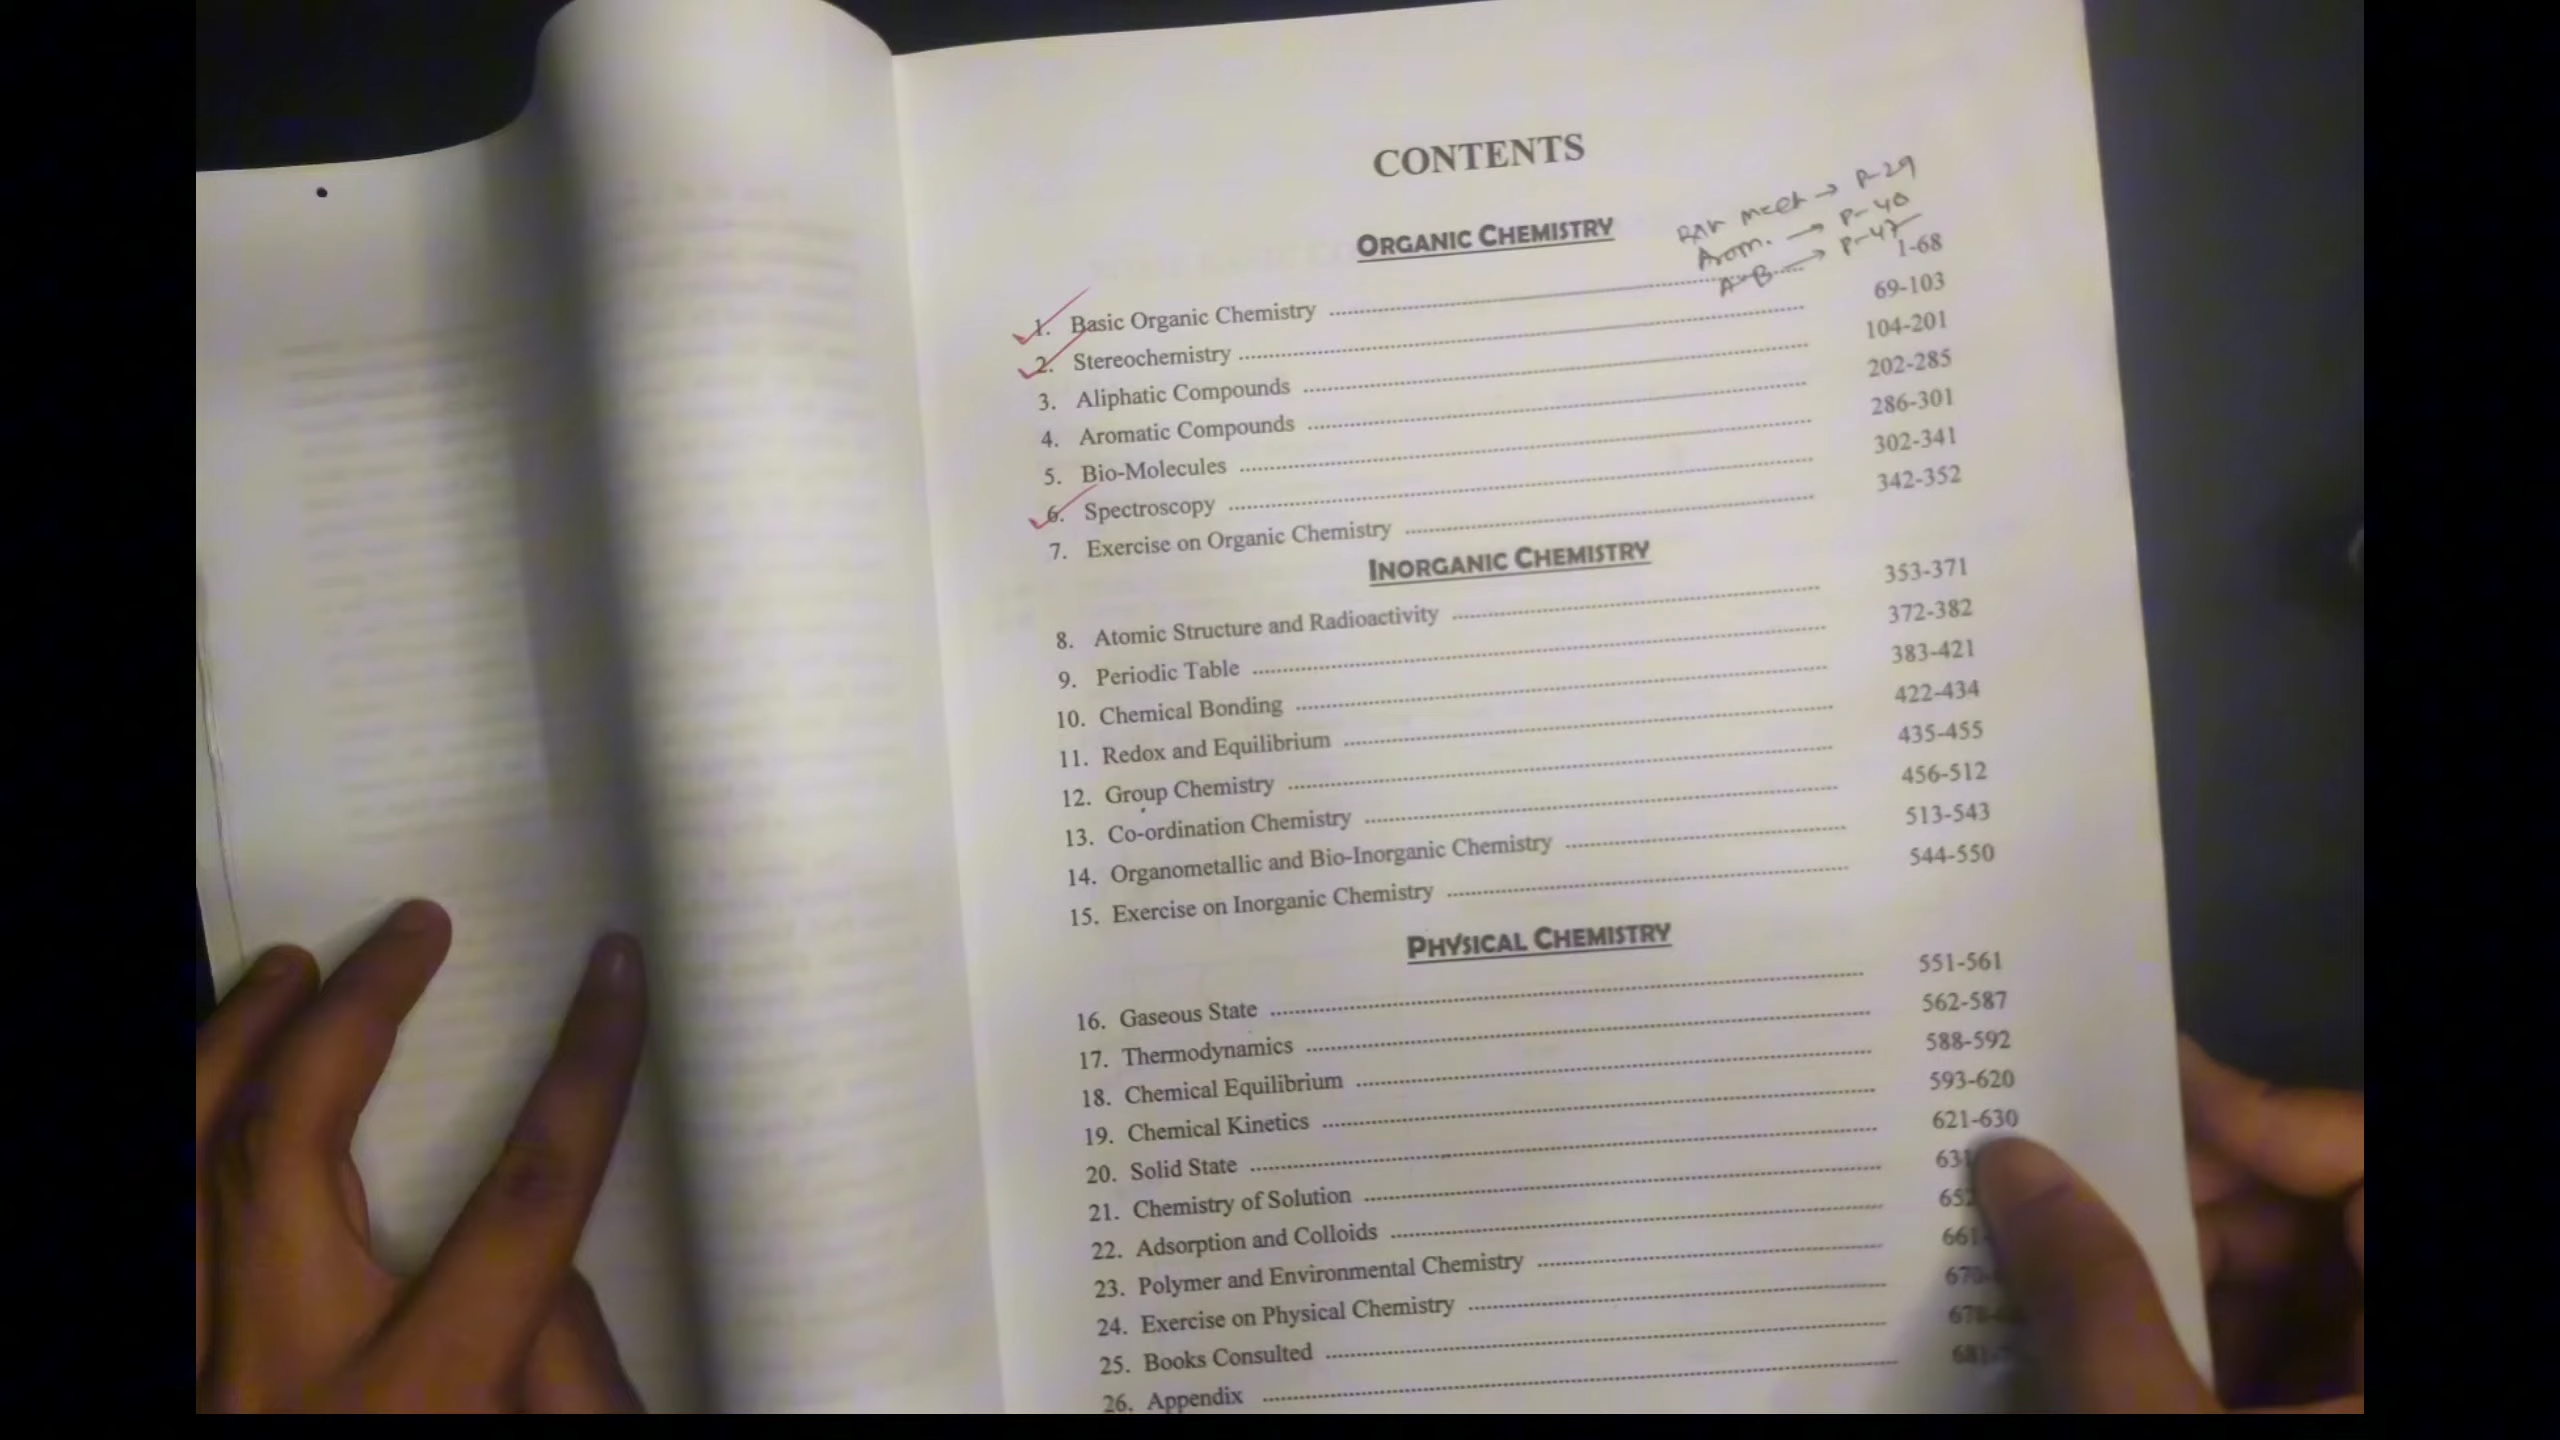 CONTENTS
ORGANIC CHEMISTRY
→ P-29
Arom. → P-40
A-B → P-47
1. Basic Organic Chemistry 1-68
2. Stereochemistry 69-103
3. Aliphatic Compounds 104-201
4. Aromatic Compounds 202-285
5. Bio-Molecules 286-301
6. Spectroscopy 302-341
7. Exercise on Organic Chemistry 342-352
INORGANIC CHEMISTRY
8. Atomic Structure and Radioactivity 353-371
9. Periodic Table 372-382
10. Chemical Bonding 383-421
11. Redox and Equilibrium 422-434
12. Group Chemistry 435-455
13. Co-ordination Chemistry 456-512
14. Organometallic and Bio-Inorganic Chemistry 513-543
15. Exercise on Inorganic Chemistry 544-550
PHYSICAL CHEMISTRY
16. Gaseous State 551-561
17. Thermodynamics 562-587
18. Chemical Equilibrium 588-592
19. Chemical Kinetics 593-620
20. Solid State 621-630
21. Chemistry of Solution 631
22. Adsorption and Colloids 652
23. Polymer and Environmental Chemistry 661-
24. Exercise on Physical Chemistry 670-
25. Books Consulted 678-
26. Appendix 681-